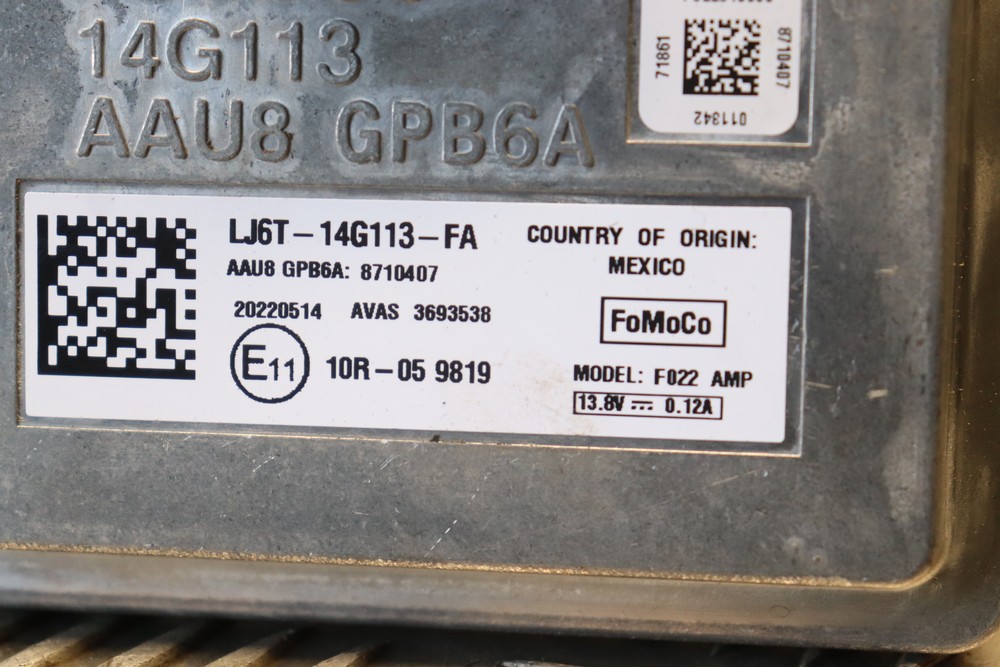 14G113
AAU8 GPB6A
71861
8710407
011342
LJ6T-14G113-FA
AAU8 GPB6A: 8710407
20220514 AVAS 3693538
E11 10R-05 9819
COUNTRY OF ORIGIN:
MEXICO
FoMoCo
MODEL: F022 AMP
13.8V ⎓ 0.12A